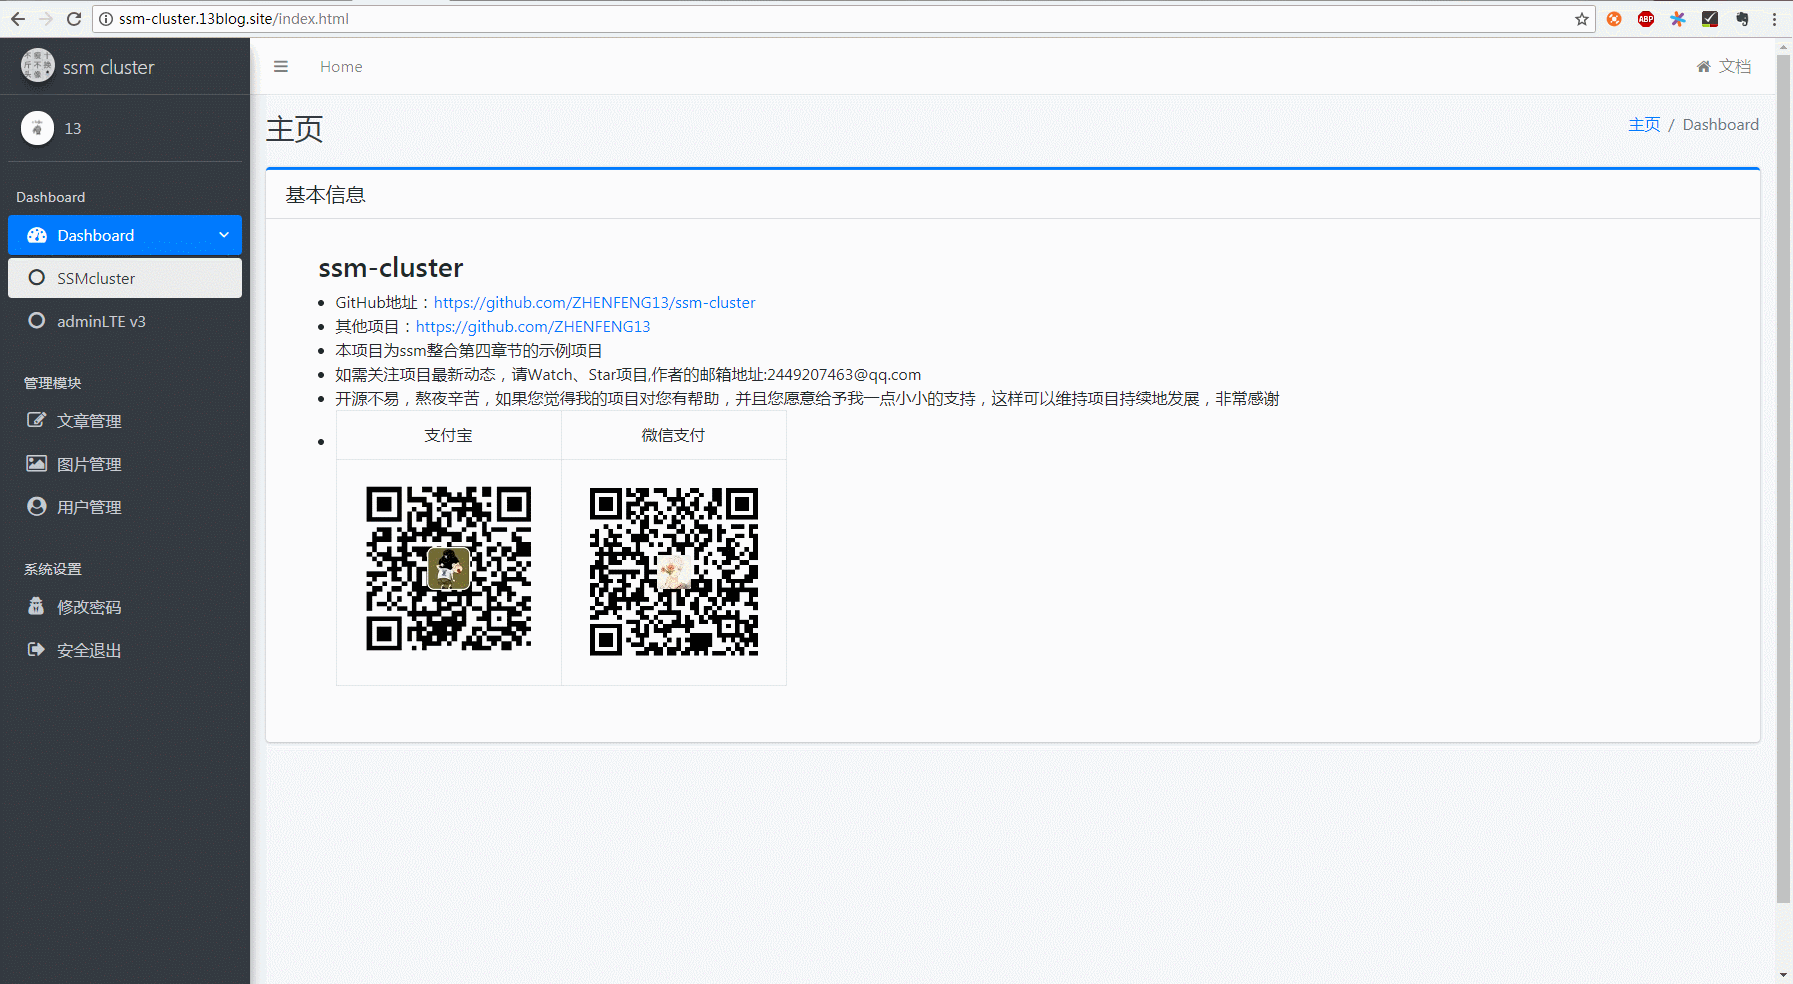 ssm-cluster.13blog.site/index.html
ABP
ssm cluster
Home
文档
13
主页
主页 / Dashboard
Dashboard
Dashboard
SSMcluster
adminLTE v3
管理模块
文章管理
图片管理
用户管理
系统设置
修改密码
安全退出
基本信息
ssm-cluster
GitHub地址：https://github.com/ZHENFENG13/ssm-cluster
其他项目：https://github.com/ZHENFENG13
本项目为ssm整合第四章节的示例项目
如需关注项目最新动态，请Watch、Star项目,作者的邮箱地址:2449207463@qq.com
开源不易，熬夜辛苦，如果您觉得我的项目对您有帮助，并且您愿意给予我一点小小的支持，这样可以维持项目持续地发展，非常感谢
支付宝 微信支付